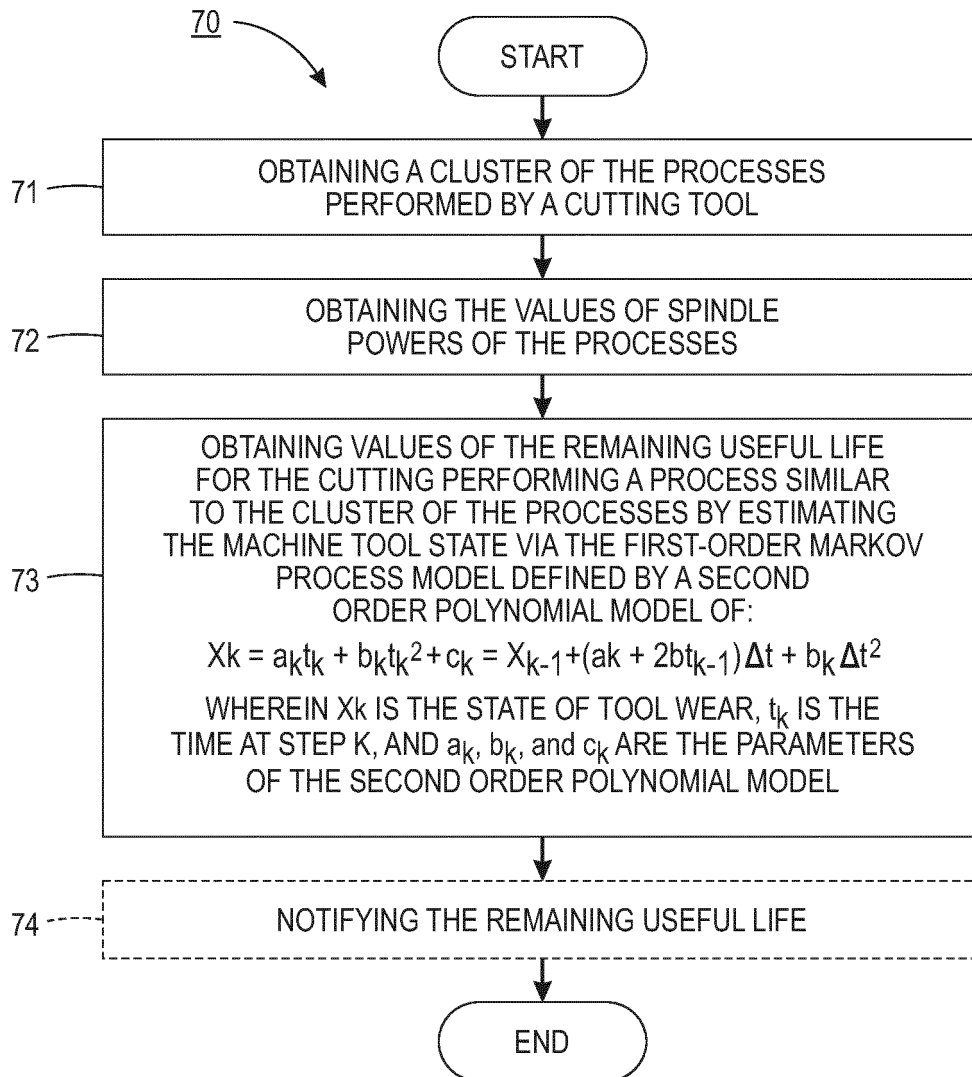 70
START
71
OBTAINING A CLUSTER OF THE PROCESSES
PERFORMED BY A CUTTING TOOL
72
OBTAINING THE VALUES OF SPINDLE
POWERS OF THE PROCESSES
73
OBTAINING VALUES OF THE REMAINING USEFUL LIFE
FOR THE CUTTING PERFORMING A PROCESS SIMILAR
TO THE CLUSTER OF THE PROCESSES BY ESTIMATING
THE MACHINE TOOL STATE VIA THE FIRST-ORDER MARKOV
PROCESS MODEL DEFINED BY A SECOND
ORDER POLYNOMIAL MODEL OF:
Xk = aₖtₖ + bₖtₖ² + cₖ = Xₖ₋₁+(ak + 2btₖ₋₁) Δt + bₖ Δt²
WHEREIN Xk IS THE STATE OF TOOL WEAR, tₖ IS THE
TIME AT STEP K, AND aₖ, bₖ, and cₖ ARE THE PARAMETERS
OF THE SECOND ORDER POLYNOMIAL MODEL
74
NOTIFYING THE REMAINING USEFUL LIFE
END